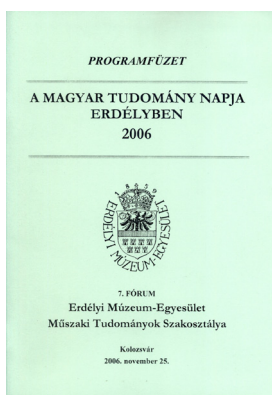 PROGRAMFÜZET
A MAGYAR TUDOMÁNY NAPJA
ERDÉLYBEN
2006
ERDÉLYI MÚZEUM-EGYESÜLET
7. FÓRUM
Erdélyi Múzeum-Egyesület
Műszaki Tudományok Szakosztálya
Kolozsvár
2006. november 25.